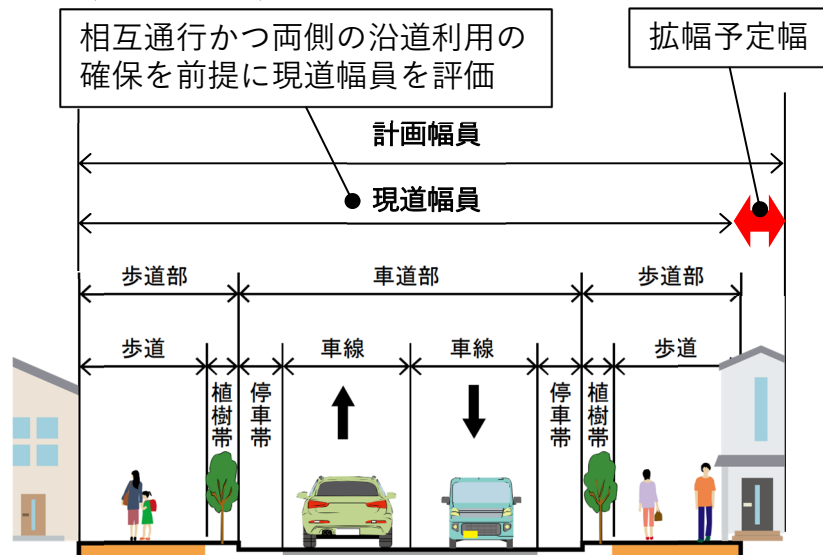 相互通行かつ両側の沿道利用の
確保を前提に現道幅員を評価
拡幅予定幅
計画幅員
現道幅員
歩道部
車道部
歩道部
歩道
車線
車線
歩道
植樹帯
停車帯
停車帯
植樹帯